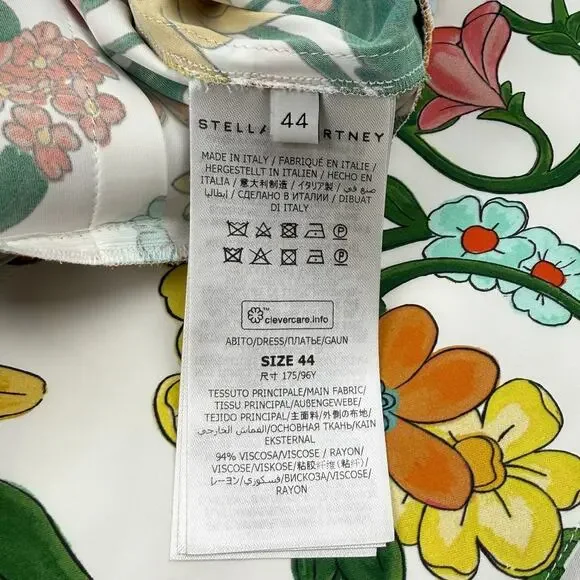 44
STELLA McCARTNEY
MADE IN ITALY / FABRIQUÉ EN ITALIE /
HERGESTELLT IN ITALIEN / HECHO EN
ITALIA / 意大利制造 / イタリア製 / صنع في
إيطاليا / СДЕЛАНО В ИТАЛИИ / DIBUAT
DI ITALY
clevercare.info
ABITO/DRESS/ПЛАТЬЕ/GAUN
SIZE 44
尺寸 175/96Y
TESSUTO PRINCIPALE/MAIN FABRIC/
TISSU PRINCIPAL/AUßENGEWEBE/
TEJIDO PRINCIPAL/主面料/外側の布地/
القماش الخارجي/ОСНОВНАЯ ТКАНЬ/KAIN
EKSTERNAL
94% VISCOSA/VISCOSE / RAYON/
VISCOSE/VISKOSE/粘胶纤维(粘纤)/
レーヨン/فسكوزي/ВИСКОЗА/VISCOSE/
RAYON